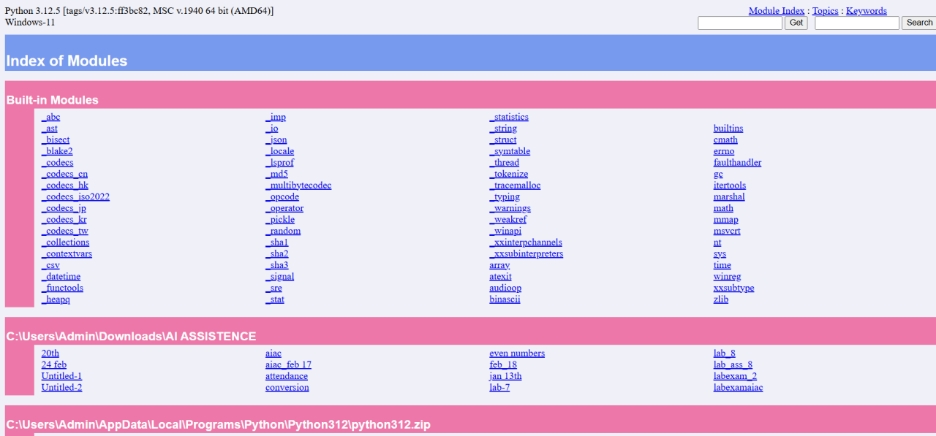 Python 3.12.5 [tags/v3.12.5:ff3bc82, MSC v.1940 64 bit (AMD64)]
Windows-11
Module Index : Topics : Keywords
Get
Search
Index of Modules
Built-in Modules
_abc
_ast
_bisect
_blake2
_codecs
_codecs_cn
_codecs_hk
_codecs_iso2022
_codecs_jp
_codecs_kr
_codecs_tw
_collections
_contextvars
_csv
_datetime
_functools
_heapq
_imp
_io
_json
_locale
_lsprof
_md5
_multibytecodec
_opcode
_operator
_pickle
_random
_sha1
_sha2
_sha3
_signal
_sre
_stat
_statistics
_string
_struct
_symtable
_thread
_tokenize
_tracemalloc
_typing
_warnings
_weakref
_winapi
_xxinterpchannels
_xxsubinterpreters
array
atexit
audioop
binascii
builtins
cmath
errno
faulthandler
gc
itertools
marshal
math
mmap
msvcrt
nt
sys
time
winreg
xxsubtype
zlib
C:\Users\Admin\Downloads\AI ASSISTENCE
20th
24 feb
Untitled-1
Untitled-2
aiac
aiac_feb 17
attendance
conversion
even numbers
feb_18
jan 13th
lab-7
lab_8
lab_ass_8
labexam_2
labexamaiac
C:\Users\Admin\AppData\Local\Programs\Python\Python312\python312.zip